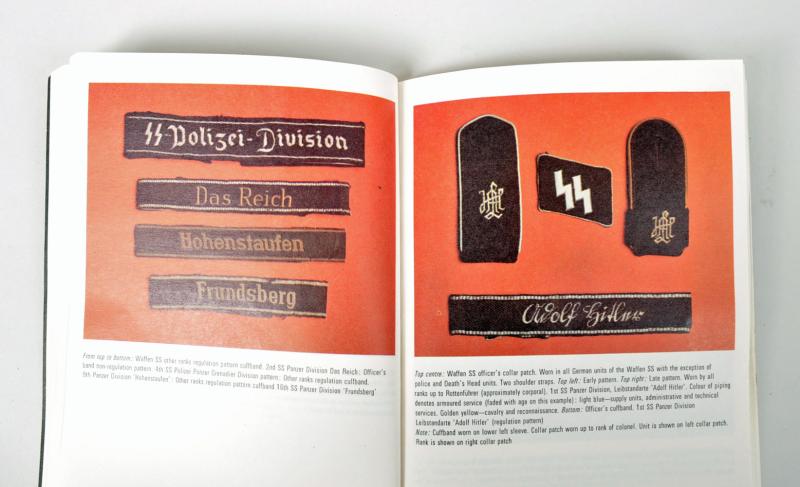 SS-Polizei-Division
Das Reich
Hohenstaufen
Frundsberg
From top to bottom: Waffen SS other ranks regulation pattern cuffband. 2nd SS Panzer Division Das Reich: Officer's
band non-regulation pattern. 4th SS Polizei Panzer Grenadier Division pattern: Other ranks regulation cuffband.
9th Panzer Division 'Hohenstaufen': Other ranks regulation pattern cuffband 10th SS Panzer Division 'Frundsberg'
SS
Adolf Hitler
Top centre: Waffen SS officer's collar patch. Worn in all German units of the Waffen SS with the exception of
police and Death's Head units. Two shoulder straps. Top left: Early pattern. Top right: Late pattern. Worn by all
ranks up to Rottenfuhrer (approximately corporal). 1st SS Panzer Division, Leibstandarte 'Adolf Hitler'. Colour of piping
denotes armoured service (faded with age on this example): light blue—supply units, administrative and technical
services. Golden yellow—cavalry and reconnaissance. Bottom: Officer's cuffband. 1st SS Panzer Division
Leibstandarte 'Adolf Hitler' (regulation pattern)
Note: Cuffband worn on lower left sleeve. Collar patch worn up to rank of colonel. Unit is shown on left collar patch.
Rank is shown on right collar patch